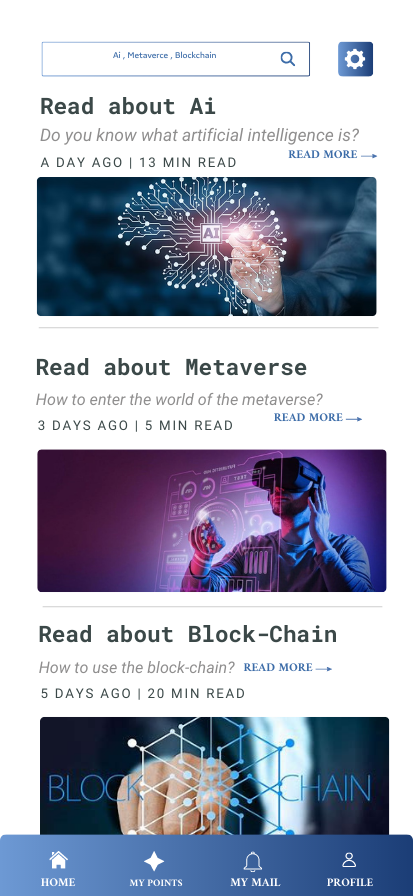 Ai , Metaverce , Blockchain
Read about Ai
Do you know what artificial intelligence is?
READ MORE
A DAY AGO | 13 MIN READ
AI
Read about Metaverse
How to enter the world of the metaverse?
READ MORE
3 DAYS AGO | 5 MIN READ
Read about Block-Chain
How to use the block-chain? READ MORE
5 DAYS AGO | 20 MIN READ
BLOCK CHAIN
HOME MY POINTS MY MAIL PROFILE